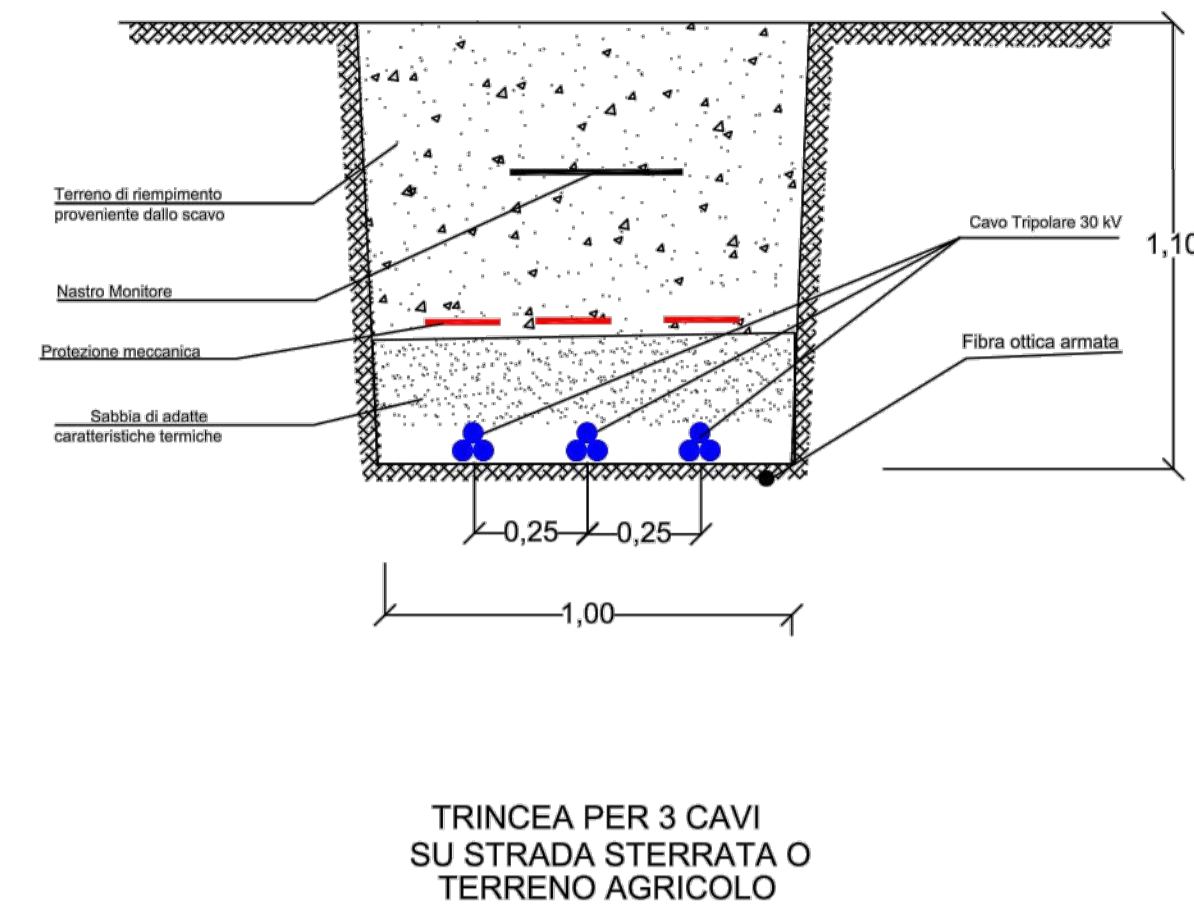 Terreno di riempimento
proveniente dallo scavo
Nastro Monitore
Protezione meccanica
Sabbia di adatte
caratteristiche termiche
Cavo Tripolare 30 kV
1,10
Fibra ottica armata
0,25
0,25
1,00
TRINCEA PER 3 CAVI
SU STRADA STERRATA O
TERRENO AGRICOLO